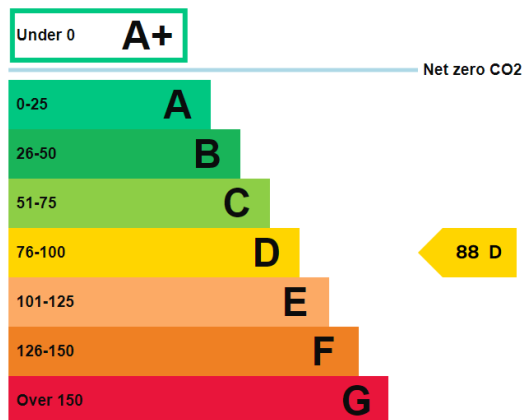 Under 0 A+
Net zero CO2
0-25 A
26-50 B
51-75 C
76-100 D
88 D
101-125 E
126-150 F
Over 150 G